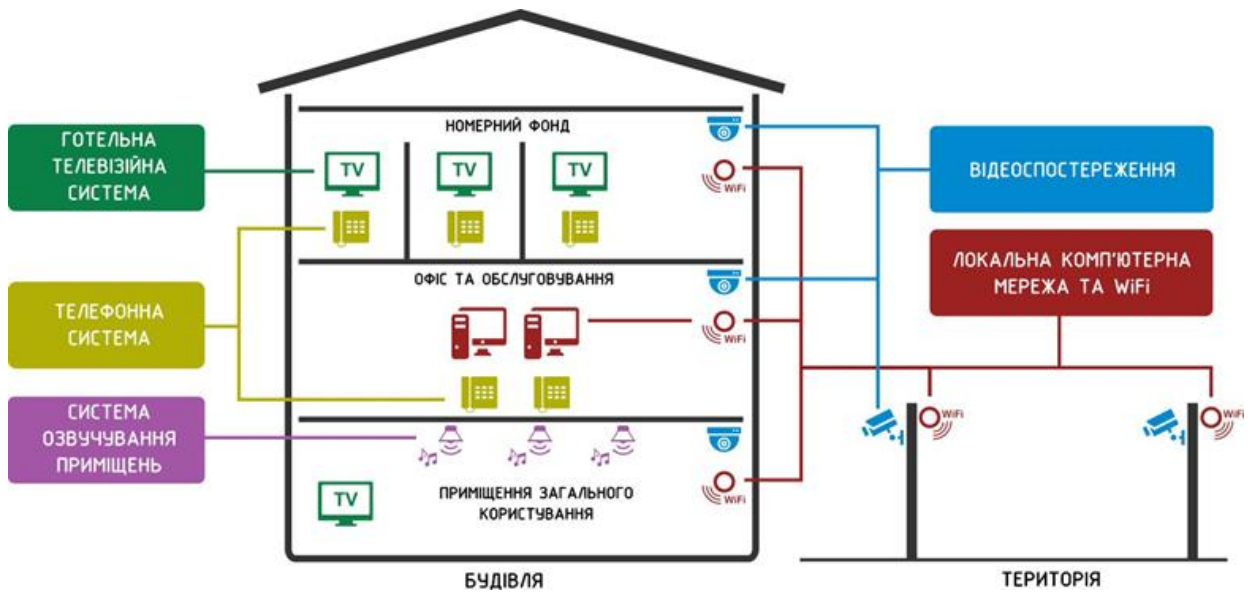 НОМЕРНИЙ ФОНД
ГОТЕЛЬНА
ТЕЛЕВІЗІЙНА
СИСТЕМА
TV
TV
TV
WiFi
ВІДЕОСПОСТЕРЕЖЕННЯ
ОФІС ТА ОБСЛУГОВУВАННЯ
ЛОКАЛЬНА КОМП'ЮТЕРНА
МЕРЕЖА ТА WiFi
ТЕЛЕФОННА
СИСТЕМА
WiFi
СИСТЕМА
ОЗВУЧУВАННЯ
ПРИМІЩЕНЬ
WiFi
WiFi
TV
ПРИМІЩЕННЯ ЗАГАЛЬНОГО
КОРИСТУВАННЯ
WiFi
БУДІВЛЯ
ТЕРИТОРІЯ